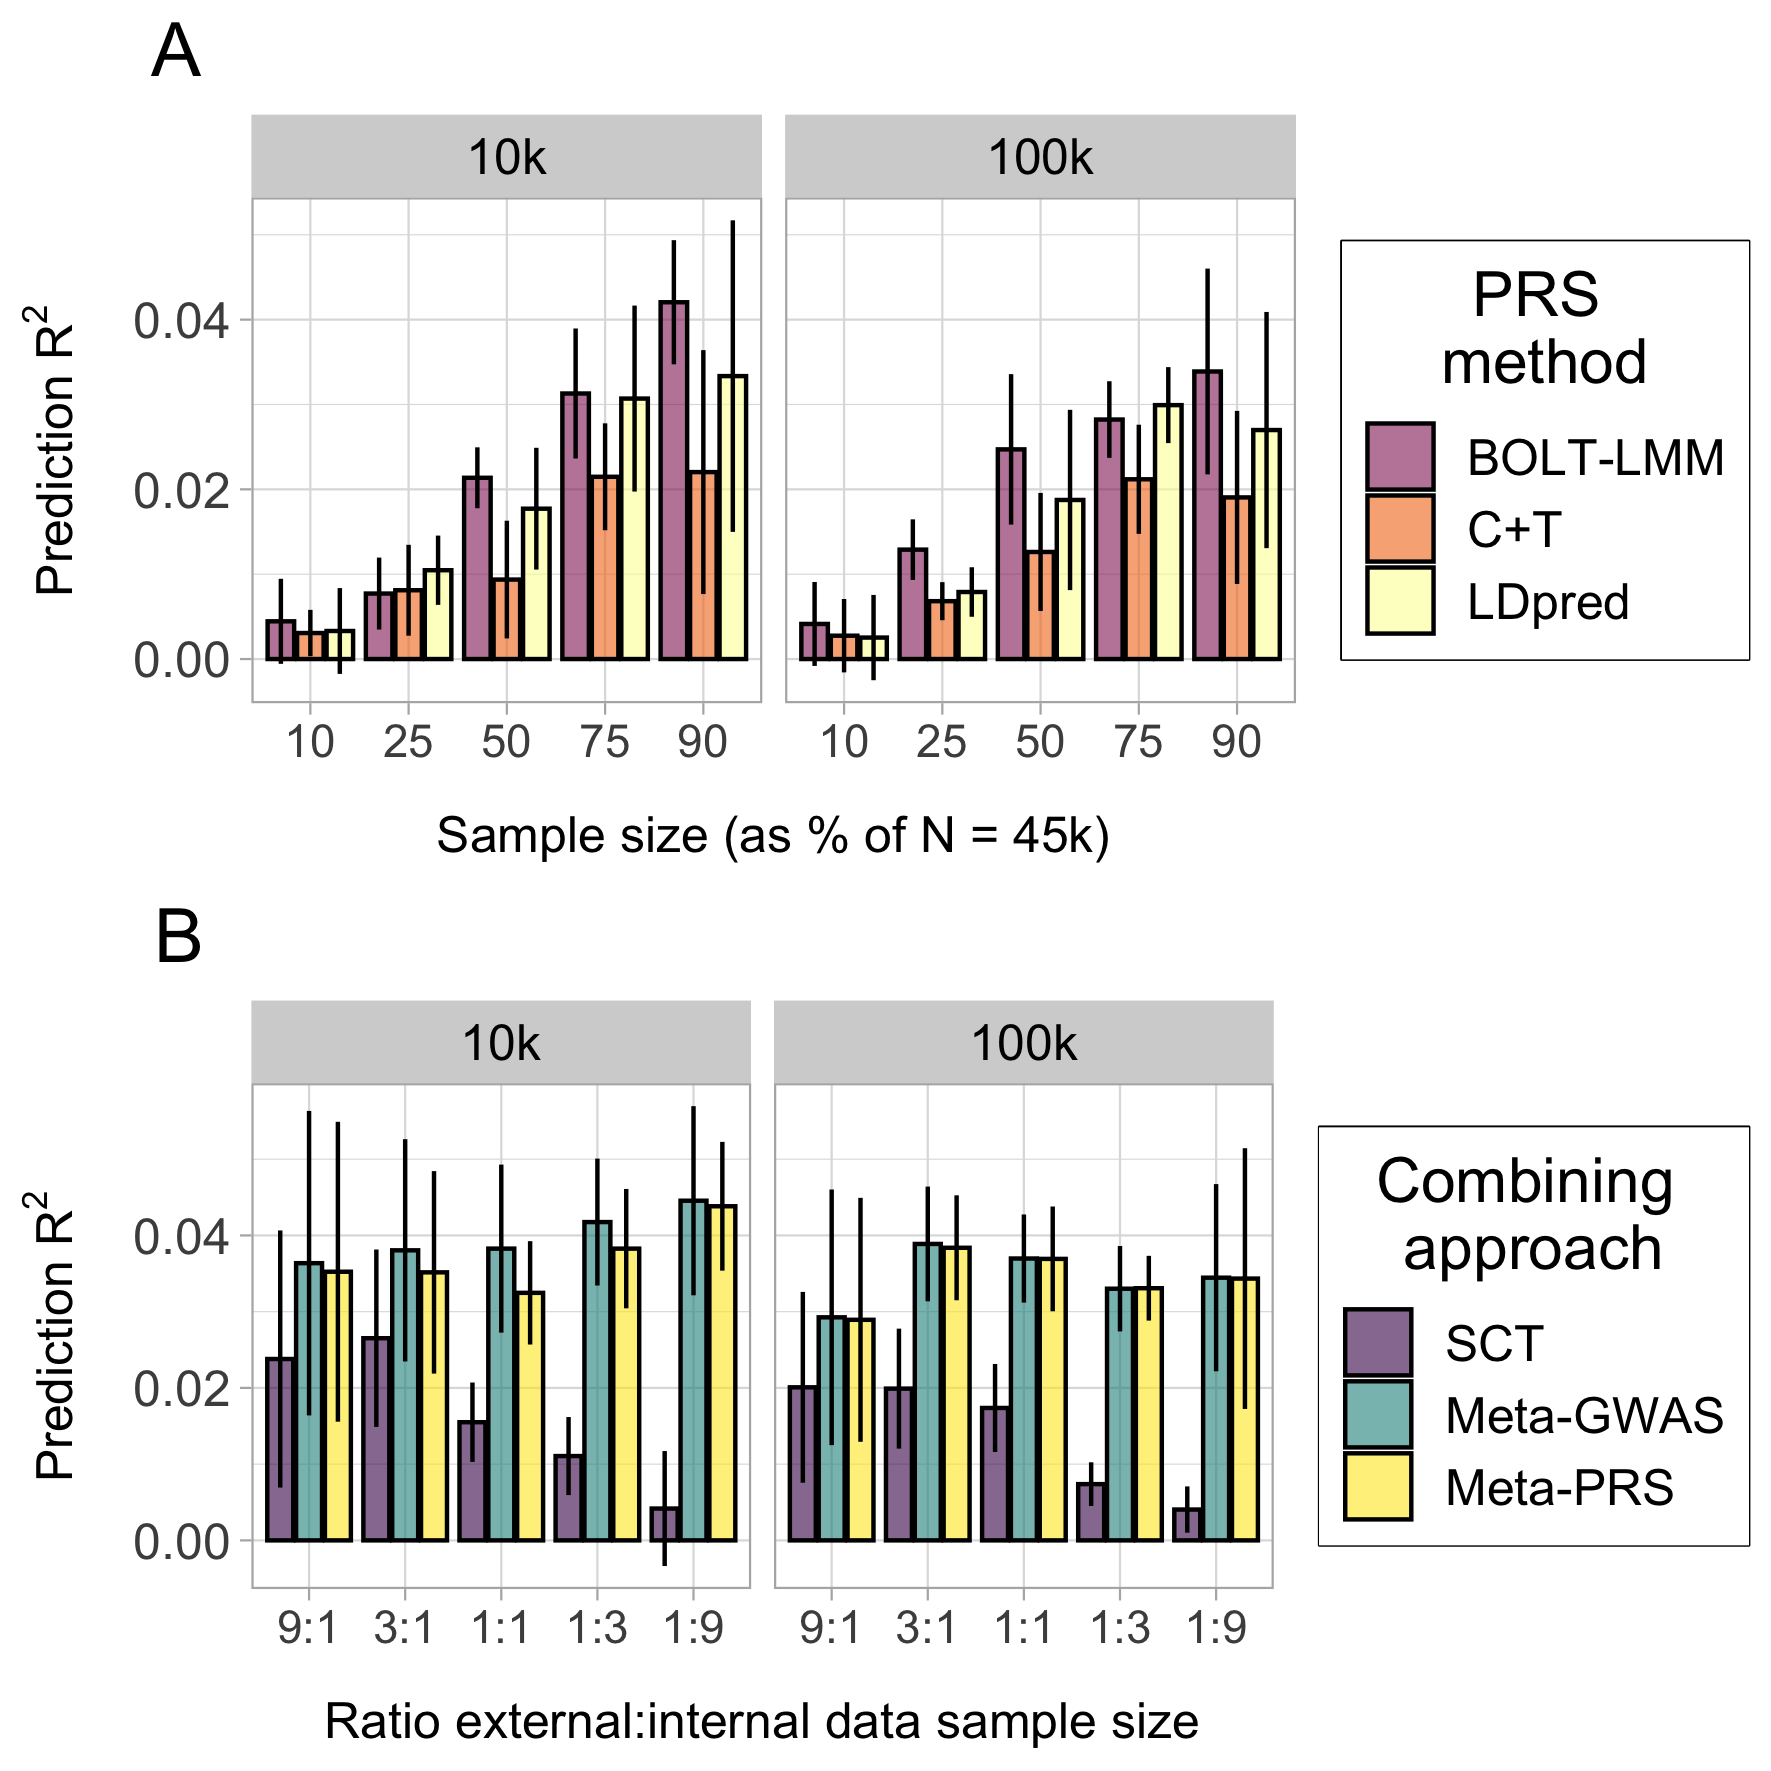 A
10k
100k
Prediction R²
0.04
0.02
0.00
10 25 50 75 90
10 25 50 75 90
Sample size (as % of N = 45k)
PRS
method
BOLT-LMM
C+T
LDpred
B
10k
100k
Prediction R²
0.04
0.02
0.00
9:1 3:1 1:1 1:3 1:9
9:1 3:1 1:1 1:3 1:9
Ratio external:internal data sample size
Combining
approach
SCT
Meta-GWAS
Meta-PRS